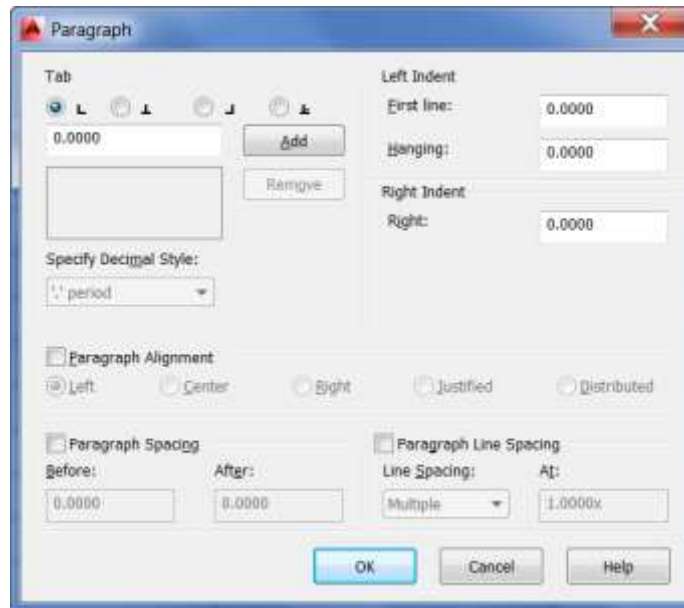 Paragraph
Tab
0.0000
Add
Remove
Specify Decimal Style:
'.' period
Left Indent
First line: 0.0000
Hanging: 0.0000
Right Indent
Right: 0.0000
Paragraph Alignment
Left Center Right Justified Distributed
Paragraph Spacing
Before: After:
0.0000 0.0000
Paragraph Line Spacing
Line Spacing: At:
Multiple 1.0000x
OK Cancel Help